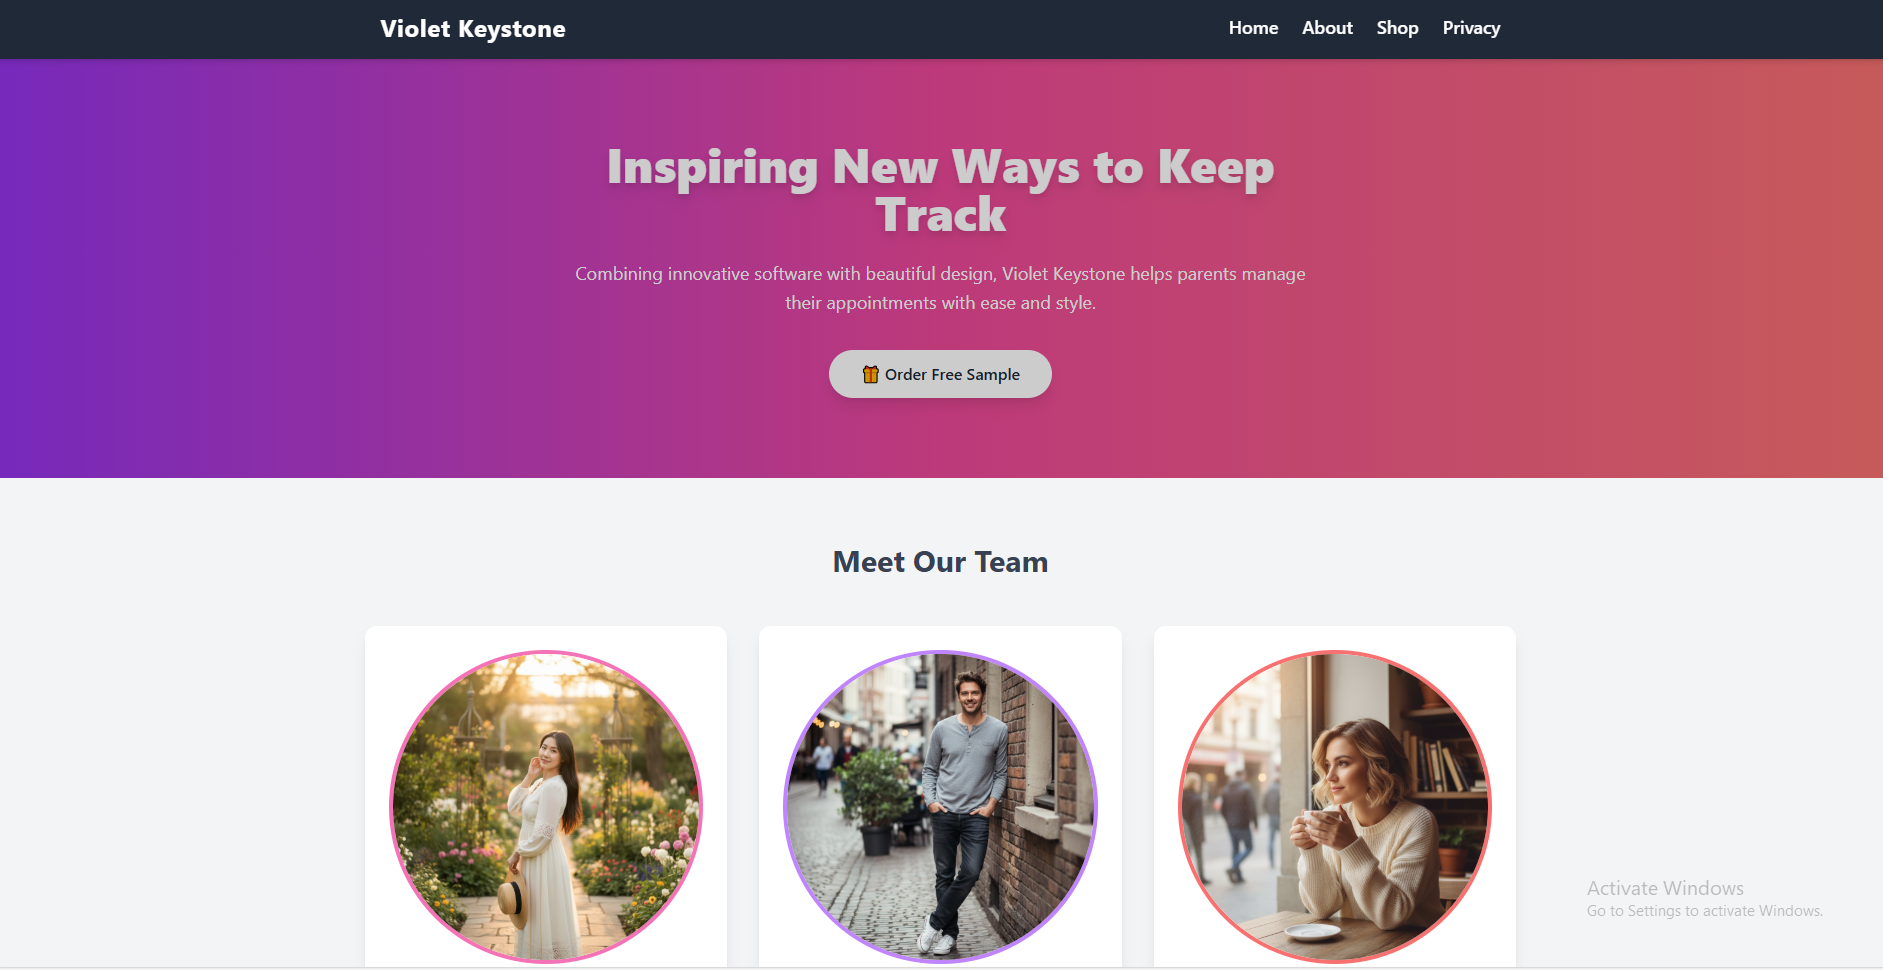 Violet Keystone
Home About Shop Privacy
Inspiring New Ways to Keep
Track
Combining innovative software with beautiful design, Violet Keystone helps parents manage
their appointments with ease and style.
🎁 Order Free Sample
Meet Our Team
Activate Windows
Go to Settings to activate Windows.